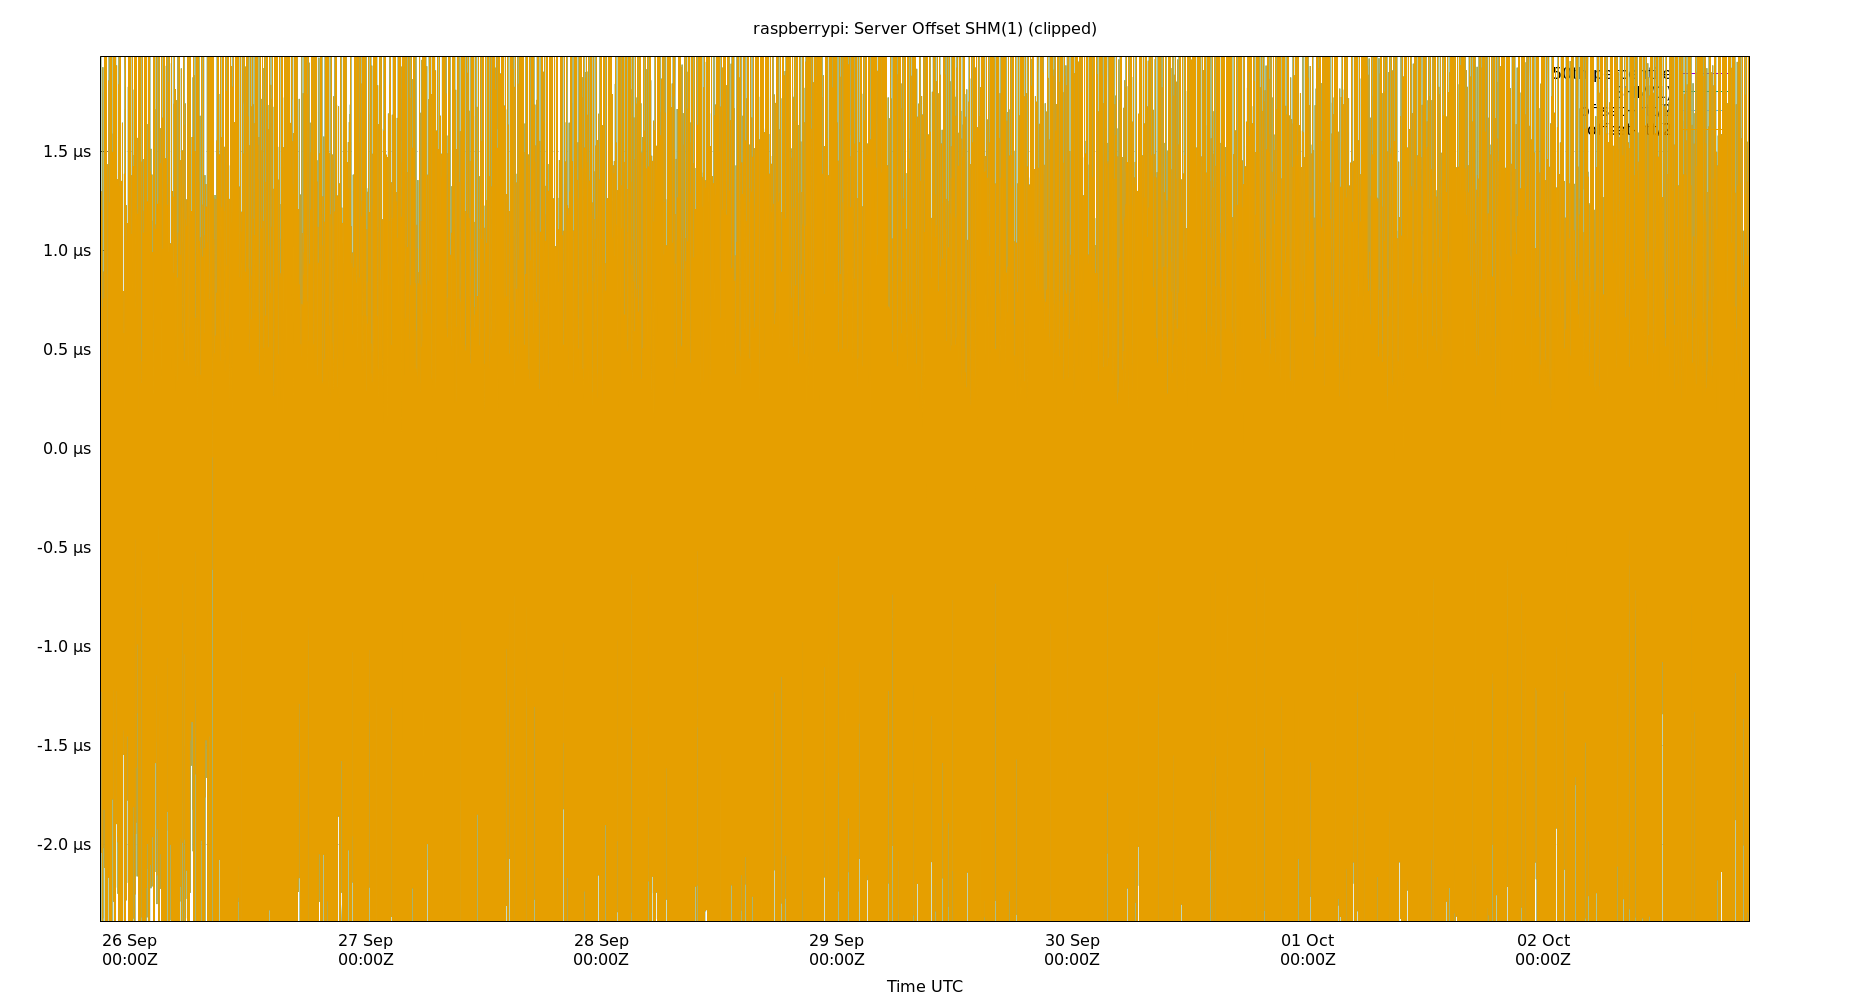 raspberrypi: Server Offset SHM(1) (clipped)
1.5 µs
1.0 µs
0.5 µs
0.0 µs
-0.5 µs
-1.0 µs
-1.5 µs
-2.0 µs
26 Sep 27 Sep 28 Sep 29 Sep 30 Sep 01 Oct 02 Oct
00:00Z 00:00Z 00:00Z 00:00Z 00:00Z 00:00Z 00:00Z
Time UTC